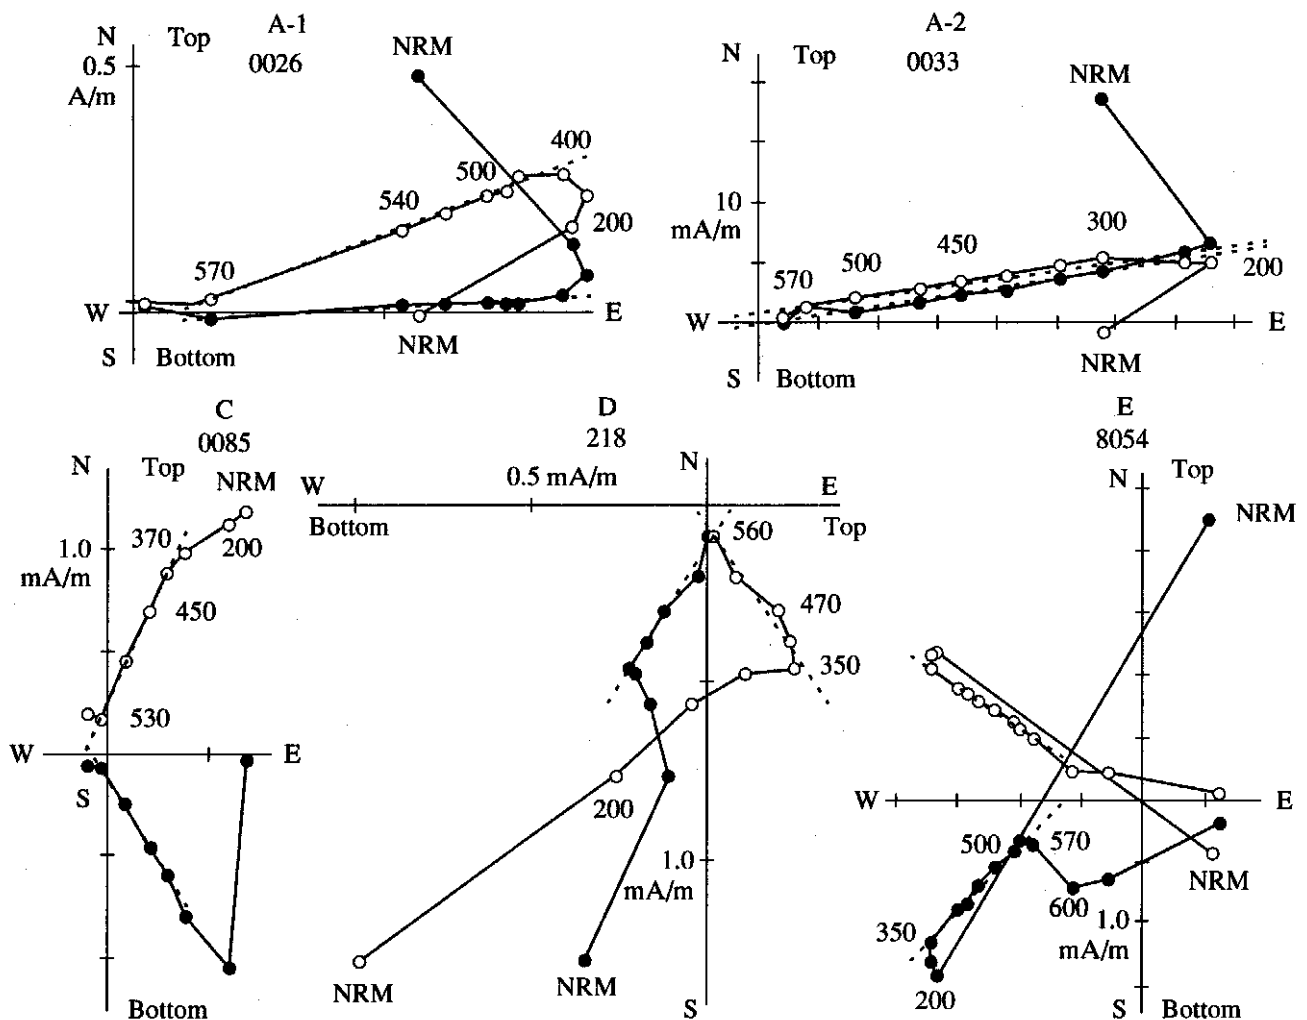 A-1
0026
N Top
0.5
A/m
NRM
400
500
540
200
570
W E
NRM
S Bottom
A-2
0033
N Top
NRM
10
mA/m
300
450
500
570
200
W E
NRM
S Bottom
C
0085
N Top
NRM
370
200
1.0
mA/m
450
530
W E
S
Bottom
D
218
N
W 0.5 mA/m E
Bottom Top
560
470
350
200
1.0
mA/m
NRM NRM
S
E
8054
N Top
NRM
W E
500 570
NRM
600
350 1.0
mA/m
200
S Bottom